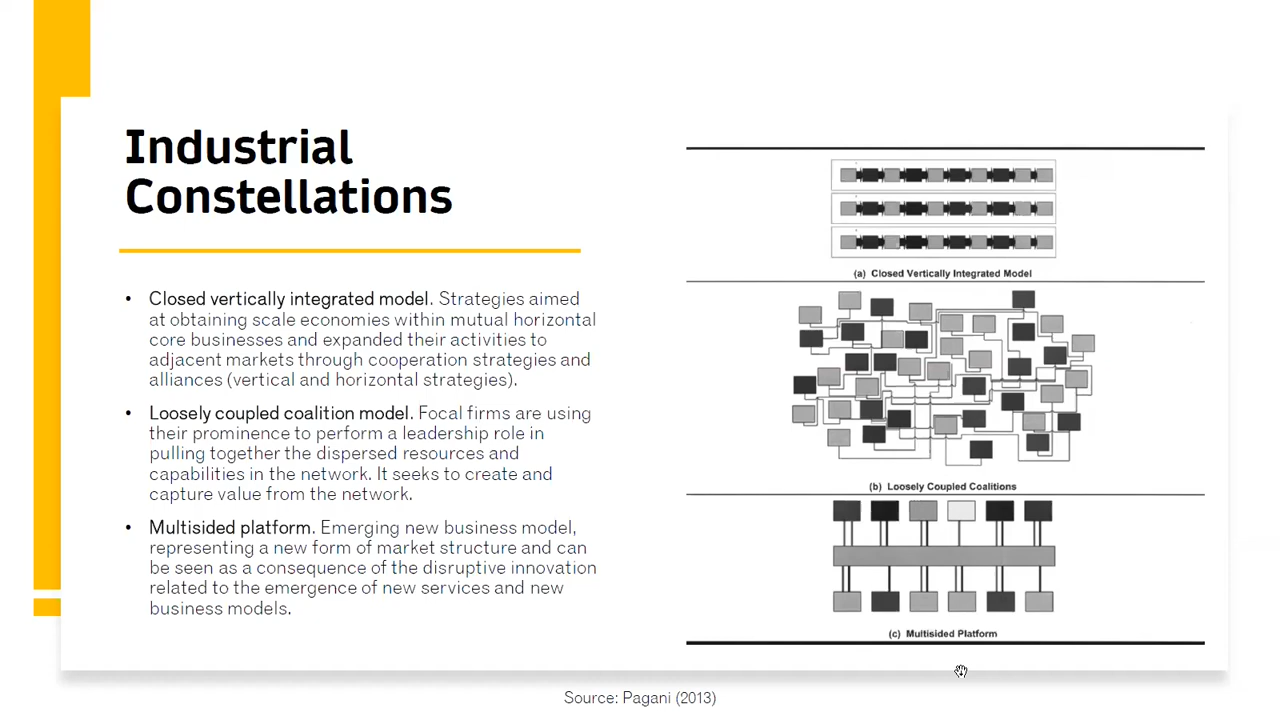 Industrial
Constellations
• Closed vertically integrated model. Strategies aimed
at obtaining scale economies within mutual horizontal
core businesses and expanded their activities to
adjacent markets through cooperation strategies and
alliances (vertical and horizontal strategies).
• Loosely coupled coalition model. Focal firms are using
their prominence to perform a leadership role in
pulling together the dispersed resources and
capabilities in the network. It seeks to create and
capture value from the network.
• Multisided platform. Emerging new business model,
representing a new form of market structure and can
be seen as a consequence of the disruptive innovation
related to the emergence of new services and new
business models.
(a) Closed Vertically Integrated Model
(b) Loosely Coupled Coalitions
(c) Multisided Platform
Source: Pagani (2013)